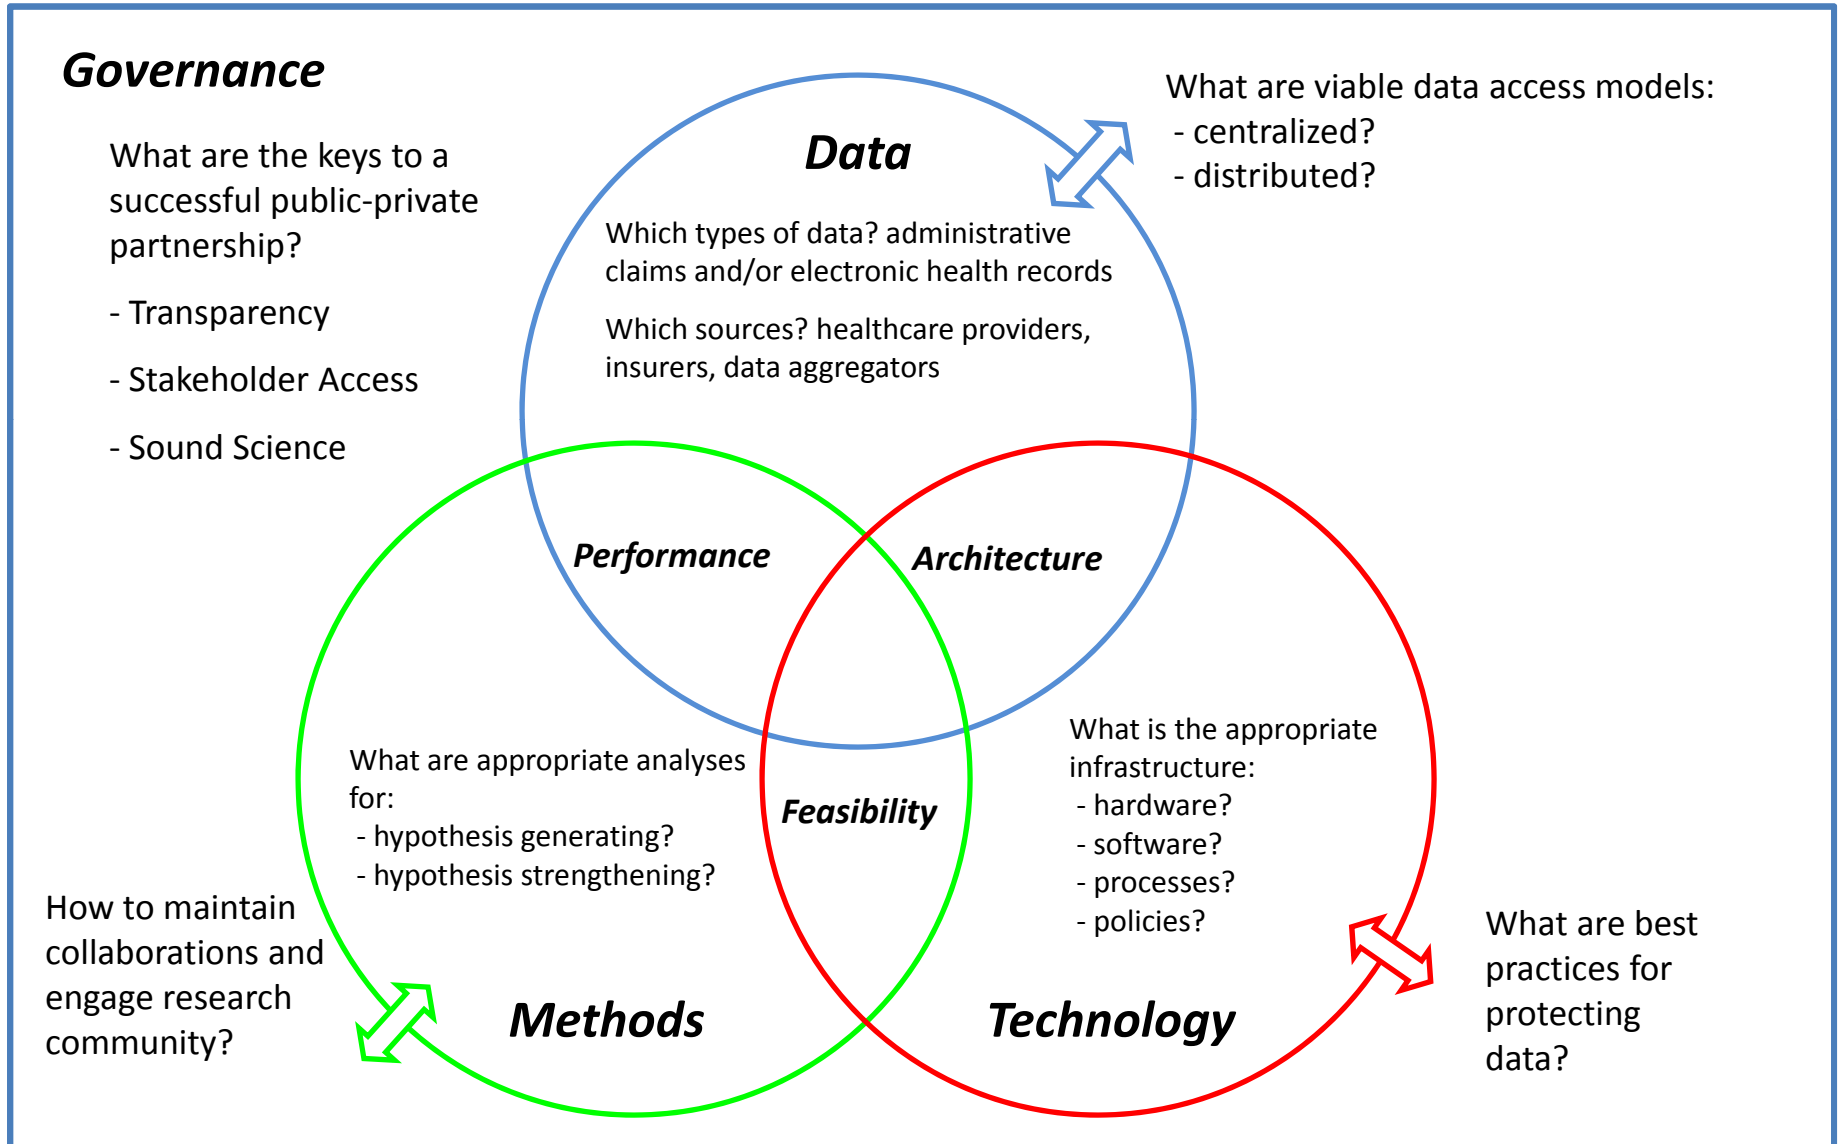 Governance
What are the keys to a
successful public-private
partnership?
- Transparency
- Stakeholder Access
- Sound Science
Data
Which types of data? administrative
claims and/or electronic health records
Which sources? healthcare providers,
insurers, data aggregators
What are viable data access models:
- centralized?
- distributed?
Performance
Architecture
Feasibility
What are appropriate analyses
for:
- hypothesis generating?
- hypothesis strengthening?
Methods
How to maintain
collaborations and
engage research
community?
What is the appropriate
infrastructure:
- hardware?
- software?
- processes?
- policies?
Technology
What are best
practices for
protecting
data?